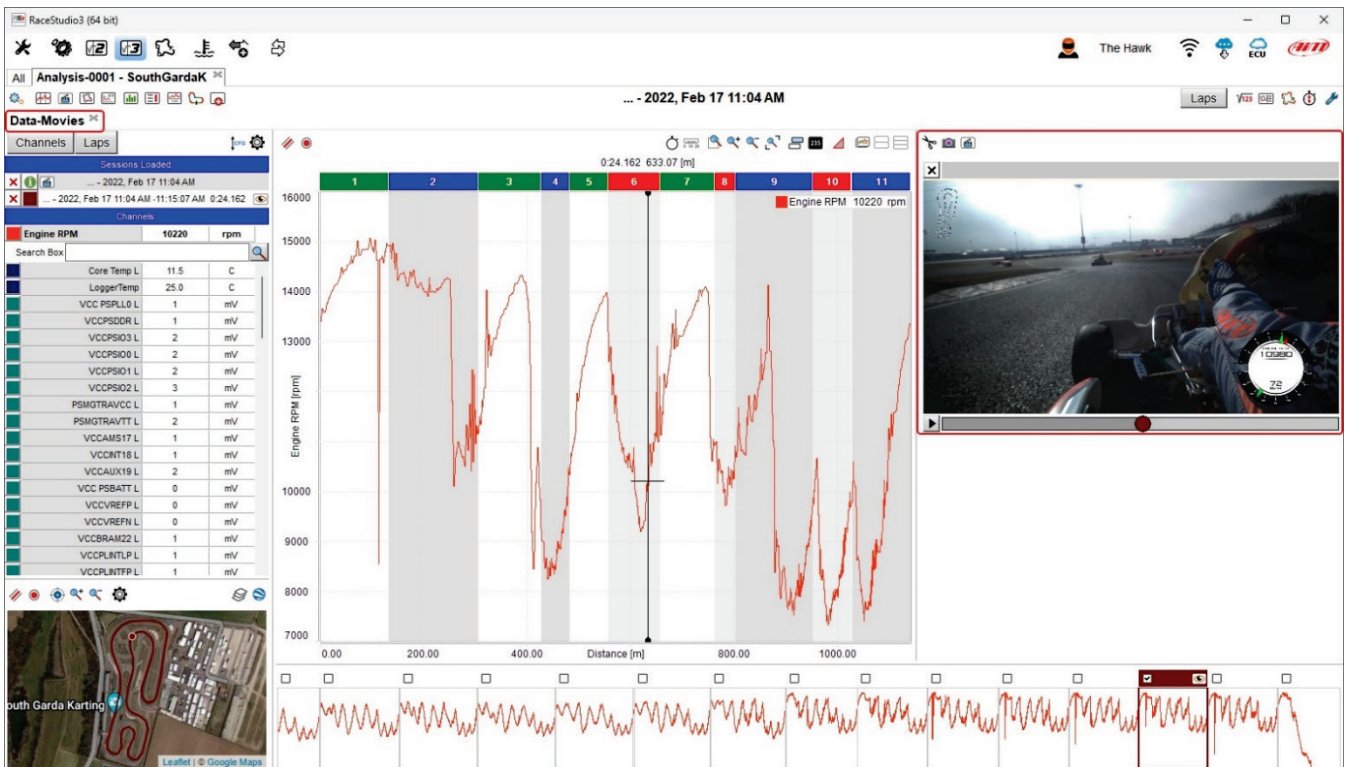 RaceStudio3 (64 bit)
The Hawk
ECU
AIM
All Analysis-0001 - SouthGardaK
... - 2022, Feb 17 11:04 AM
Laps
Data-Movies
Channels Laps
Sessions Loaded
... - 2022, Feb 17 11:04 AM
... - 2022, Feb 17 11:04 AM -11:15:07 AM 0:24.162
Channels
Engine RPM 10220 rpm
Search Box
Core Temp L 11.5 C
LoggerTemp 25.0 C
VCC PSPLL0 L 1 mV
VCCPSDDR L 1 mV
VCCPSIO3 L 2 mV
VCCPSIO0 L 2 mV
VCCPSIO1 L 2 mV
VCCPSIO2 L 3 mV
PSMGTRAVCC L 1 mV
PSMGTRAVTT L 2 mV
VCCAMS17 L 1 mV
VCCINT18 L 1 mV
VCCAUX19 L 2 mV
VCC PSBATT L 0 mV
VCCVREFP L 0 mV
VCCVREFN L 0 mV
VCCBRAM22 L 1 mV
VCCPLINTLP L 1 mV
VCCPLINTFP L 1 mV
outh Garda Karting
Leaflet | © Google Maps
0:24.162 633.07 [m]
1 2 3 4 5 6 7 8 9 10 11
Engine RPM 10220 rpm
16000
15000
14000
13000
Engine RPM [rpm]
10000
9000
8000
7000
0.00 200.00 400.00 Distance [m] 800.00 1000.00
10980
72